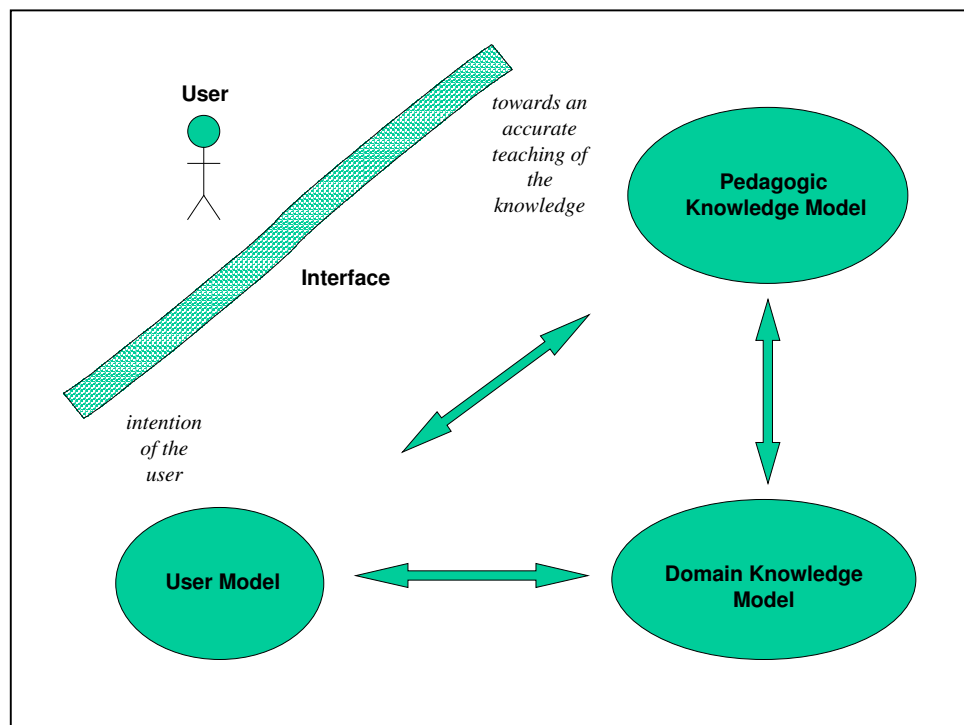 User
towards an
accurate
teaching of
the
knowledge
Pedagogic
Knowledge Model
Interface
intention
of the
user
User Model
Domain Knowledge
Model